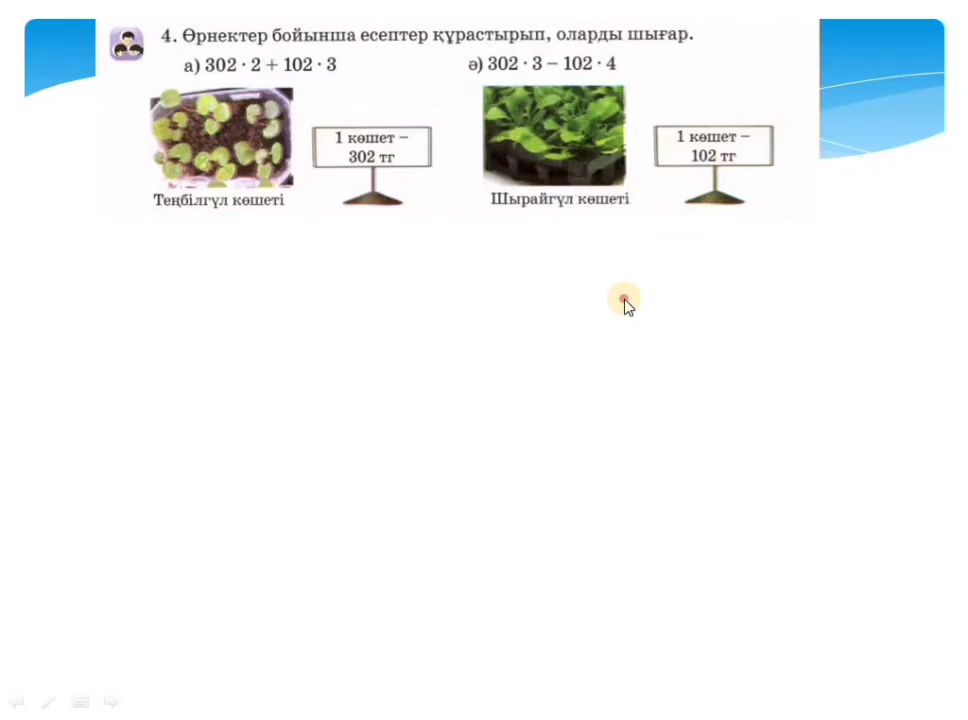 4. Өрнектер бойынша есептер құрастырып, оларды шығар.
а) 302 · 2 + 102 · 3
ә) 302 · 3 – 102 · 4
1 көшет –
302 тг
1 көшет –
102 тг
Теңбілгүл көшеті
Шырайгүл көшеті